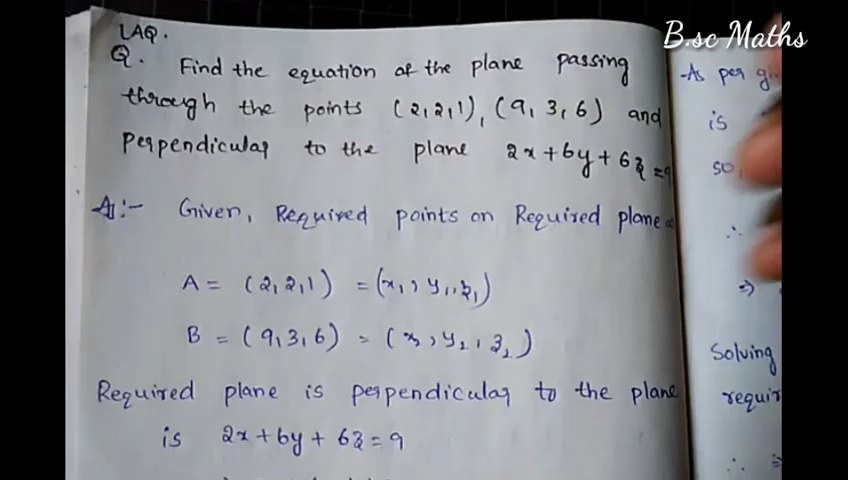 B.sc Maths
LAQ.
Q. Find the equation of the plane passing
through the points (2,2,1), (9,3,6) and
perpendicular to the plane 2x+6y+6z=9
A:- Given, Required points on Required plane
A = (2,2,1) = (x₁, y₁, z₁)
B = (9,3,6) = (x₂, y₂, z₂)
Required plane is perpendicular to the plane
is 2x+6y+6z=9
As per
is
so,
∴
⇒
Solving
∴ ⇒